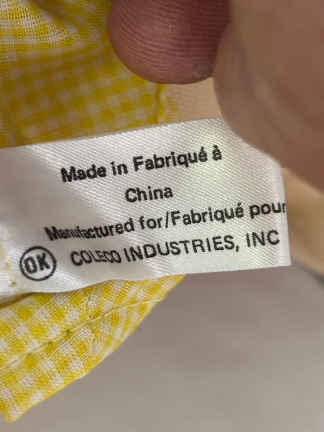 Made in Fabriqué à
China
Manufactured for/Fabriqué pour
OK COLECO INDUSTRIES, INC